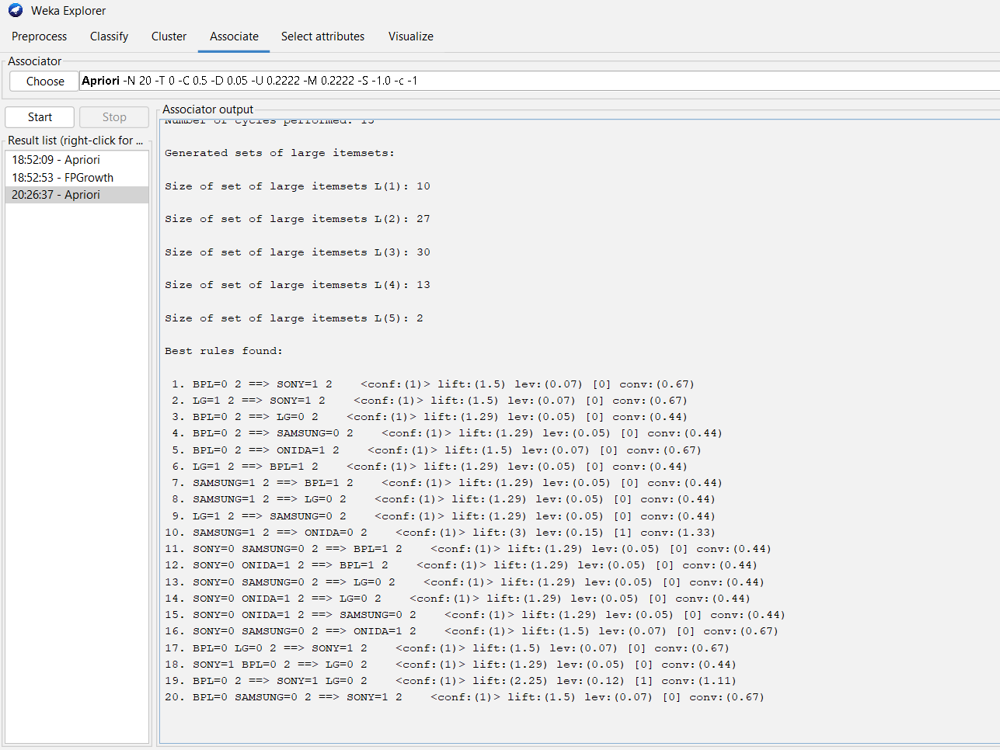 Weka Explorer
Preprocess Classify Cluster Associate Select attributes Visualize
Associator
Choose Apriori -N 20 -T 0 -C 0.5 -D 0.05 -U 0.2222 -M 0.2222 -S -1.0 -c -1
Start Stop
Result list (right-click for ...
18:52:09 - Apriori
18:52:53 - FPGrowth
20:26:37 - Apriori
Associator output
Number of cycles performed: 15
Generated sets of large itemsets:
Size of set of large itemsets L(1): 10
Size of set of large itemsets L(2): 27
Size of set of large itemsets L(3): 30
Size of set of large itemsets L(4): 13
Size of set of large itemsets L(5): 2
Best rules found:
1. BPL=0 2 ==> SONY=1 2 <conf:(1)> lift:(1.5) lev:(0.07) [0] conv:(0.67)
2. LG=1 2 ==> SONY=1 2 <conf:(1)> lift:(1.5) lev:(0.07) [0] conv:(0.67)
3. BPL=0 2 ==> LG=0 2 <conf:(1)> lift:(1.29) lev:(0.05) [0] conv:(0.44)
4. BPL=0 2 ==> SAMSUNG=0 2 <conf:(1)> lift:(1.29) lev:(0.05) [0] conv:(0.44)
5. BPL=0 2 ==> ONIDA=1 2 <conf:(1)> lift:(1.5) lev:(0.07) [0] conv:(0.67)
6. LG=1 2 ==> BPL=1 2 <conf:(1)> lift:(1.29) lev:(0.05) [0] conv:(0.44)
7. SAMSUNG=1 2 ==> BPL=1 2 <conf:(1)> lift:(1.29) lev:(0.05) [0] conv:(0.44)
8. SAMSUNG=1 2 ==> LG=0 2 <conf:(1)> lift:(1.29) lev:(0.05) [0] conv:(0.44)
9. LG=1 2 ==> SAMSUNG=0 2 <conf:(1)> lift:(1.29) lev:(0.05) [0] conv:(0.44)
10. SAMSUNG=1 2 ==> ONIDA=0 2 <conf:(1)> lift:(3) lev:(0.15) [1] conv:(1.33)
11. SONY=0 SAMSUNG=0 2 ==> BPL=1 2 <conf:(1)> lift:(1.29) lev:(0.05) [0] conv:(0.44)
12. SONY=0 ONIDA=1 2 ==> BPL=1 2 <conf:(1)> lift:(1.29) lev:(0.05) [0] conv:(0.44)
13. SONY=0 SAMSUNG=0 2 ==> LG=0 2 <conf:(1)> lift:(1.29) lev:(0.05) [0] conv:(0.44)
14. SONY=0 ONIDA=1 2 ==> LG=0 2 <conf:(1)> lift:(1.29) lev:(0.05) [0] conv:(0.44)
15. SONY=0 ONIDA=1 2 ==> SAMSUNG=0 2 <conf:(1)> lift:(1.29) lev:(0.05) [0] conv:(0.44)
16. SONY=0 SAMSUNG=0 2 ==> ONIDA=1 2 <conf:(1)> lift:(1.5) lev:(0.07) [0] conv:(0.67)
17. BPL=0 LG=0 2 ==> SONY=1 2 <conf:(1)> lift:(1.5) lev:(0.07) [0] conv:(0.67)
18. SONY=1 BPL=0 2 ==> LG=0 2 <conf:(1)> lift:(1.29) lev:(0.05) [0] conv:(0.44)
19. BPL=0 2 ==> SONY=1 LG=0 2 <conf:(1)> lift:(2.25) lev:(0.12) [1] conv:(1.11)
20. BPL=0 SAMSUNG=0 2 ==> SONY=1 2 <conf:(1)> lift:(1.5) lev:(0.07) [0] conv:(0.67)